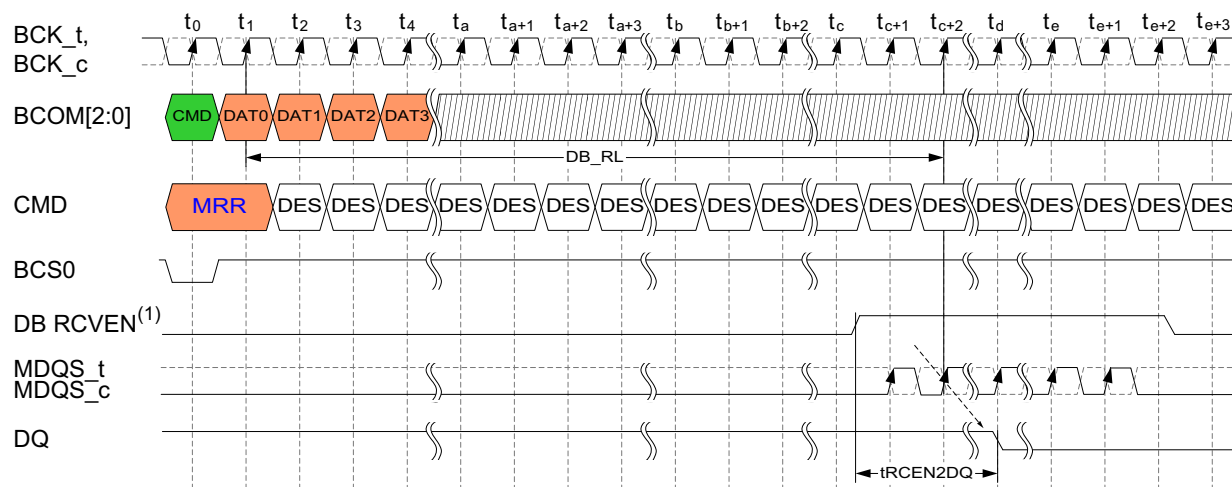 t0 t1 t2 t3 t4 ta ta+1 ta+2 ta+3 tb tb+1 tb+2 tc tc+1 tc+2 td te te+1 te+2 te+3
BCK_t,
BCK_c
BCOM[2:0] CMD DAT0 DAT1 DAT2 DAT3
DB_RL
CMD MRR DES DES DES DES DES DES DES DES DES DES DES DES DES DES DES DES DES DES
BCS0
DB RCVEN(1)
MDQS_t
MDQS_c
DQ
tRCEN2DQ